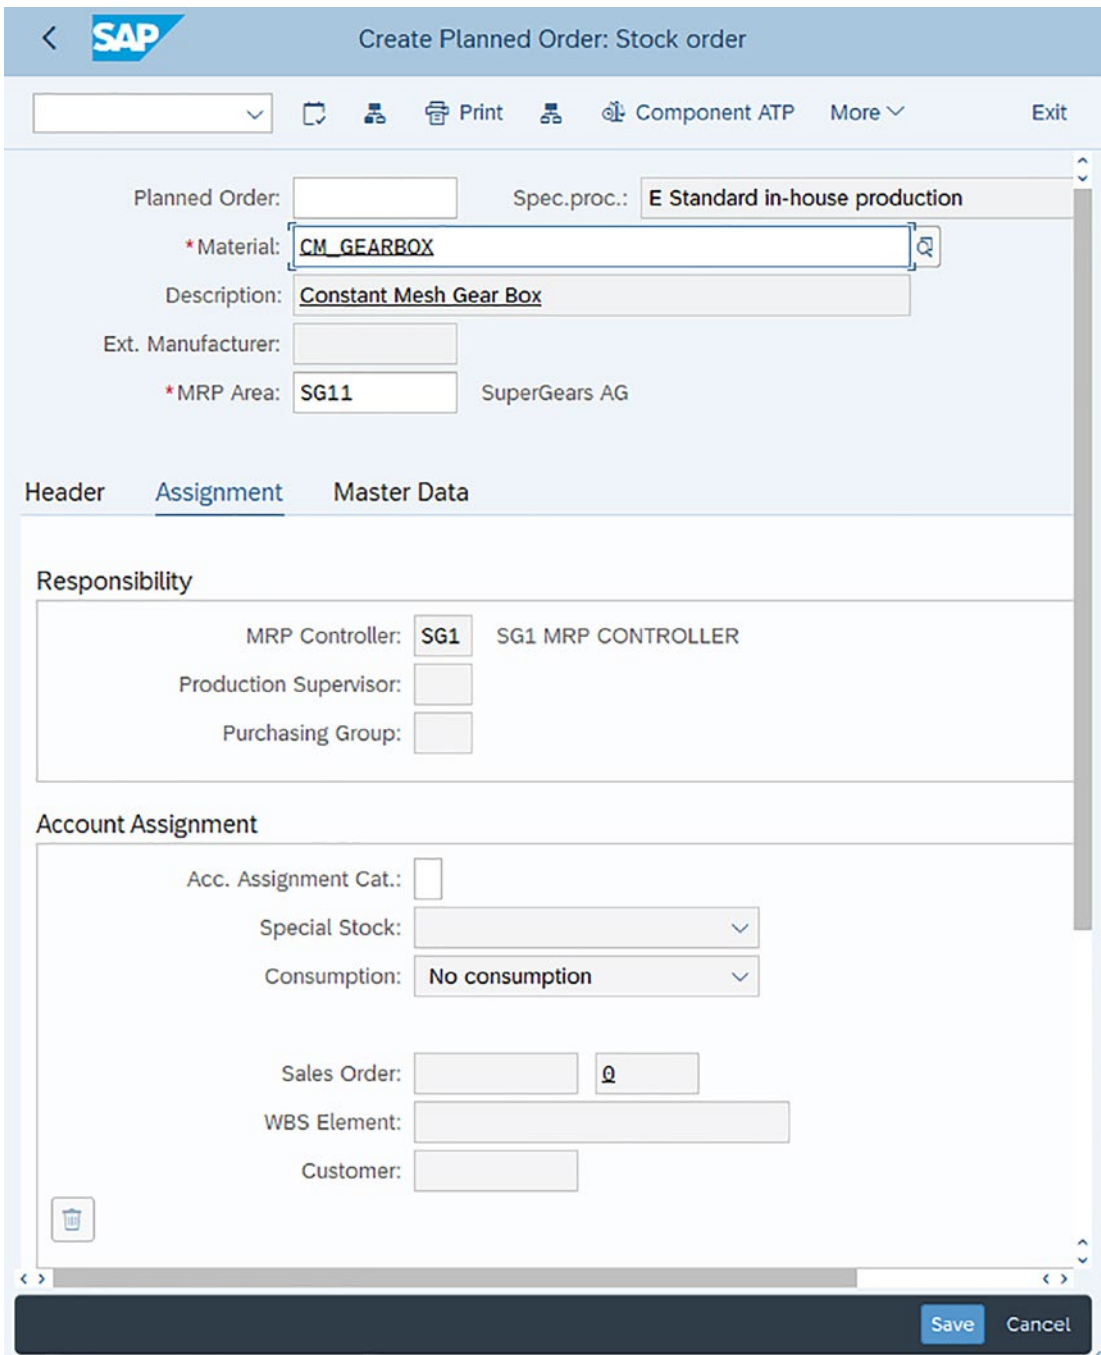 SAP Create Planned Order: Stock order
Print Component ATP More Exit
Planned Order: Spec.proc.: E Standard in-house production
*Material: CM_GEARBOX
Description: Constant Mesh Gear Box
Ext. Manufacturer:
*MRP Area: SG11 SuperGears AG
Header Assignment Master Data
Responsibility
MRP Controller: SG1 SG1 MRP CONTROLLER
Production Supervisor:
Purchasing Group:
Account Assignment
Acc. Assignment Cat.:
Special Stock:
Consumption: No consumption
Sales Order: 0
WBS Element:
Customer:
Save Cancel